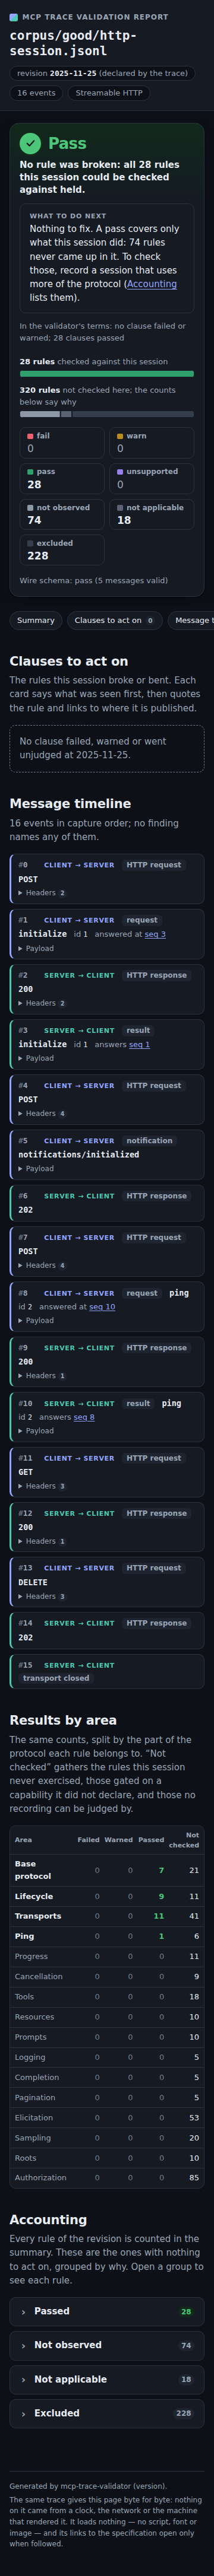 MCP TRACE VALIDATION REPORT
corpus/good/http-
session.jsonl
revision 2025-11-25 (declared by the trace)
16 events
Streamable HTTP
Pass
No rule was broken: all 28 rules
this session could be checked
against held.
WHAT TO DO NEXT
Nothing to fix. A pass covers only
what this session did: 74 rules
never came up in it. To check
those, record a session that uses
more of the protocol (Accounting
lists them).
In the validator's terms: no clause failed or
warned; 28 clauses passed
28 rules checked against this session
320 rules not checked here; the counts
below say why
fail
0
warn
0
pass
28
unsupported
0
not observed
74
not applicable
18
excluded
228
Wire schema: pass (5 messages valid)
Summary
Clauses to act on 0
Message t
Clauses to act on
The rules this session broke or bent. Each
card says what was seen first, then quotes
the rule and links to where it is published.
No clause failed, warned or went
unjudged at 2025-11-25.
Message timeline
16 events in capture order; no finding
names any of them.
#0 CLIENT → SERVER HTTP request
POST
▶ Headers 2
#1 CLIENT → SERVER request
initialize id 1 answered at seq 3
▶ Payload
#2 SERVER → CLIENT HTTP response
200
▶ Headers 2
#3 SERVER → CLIENT result
initialize id 1 answers seq 1
▶ Payload
#4 CLIENT → SERVER HTTP request
POST
▶ Headers 4
#5 CLIENT → SERVER notification
notifications/initialized
▶ Payload
#6 SERVER → CLIENT HTTP response
202
#7 CLIENT → SERVER HTTP request
POST
▶ Headers 4
#8 CLIENT → SERVER request ping
id 2 answered at seq 10
▶ Payload
#9 SERVER → CLIENT HTTP response
200
▶ Headers 1
#10 SERVER → CLIENT result ping
id 2 answers seq 8
▶ Payload
#11 CLIENT → SERVER HTTP request
GET
▶ Headers 3
#12 SERVER → CLIENT HTTP response
200
▶ Headers 1
#13 CLIENT → SERVER HTTP request
DELETE
▶ Headers 3
#14 SERVER → CLIENT HTTP response
202
#15 SERVER → CLIENT
transport closed
Results by area
The same counts, split by the part of the
protocol each rule belongs to. “Not
checked” gathers the rules this session
never exercised, those gated on a
capability it did not declare, and those no
recording can be judged by.
Area Failed Warned Passed Not checked
Base protocol 0 0 7 21
Lifecycle 0 0 9 11
Transports 0 0 11 41
Ping 0 0 1 6
Progress 0 0 0 11
Cancellation 0 0 0 9
Tools 0 0 0 18
Resources 0 0 0 10
Prompts 0 0 0 10
Logging 0 0 0 5
Completion 0 0 0 5
Pagination 0 0 0 5
Elicitation 0 0 0 53
Sampling 0 0 0 20
Roots 0 0 0 10
Authorization 0 0 0 85
Accounting
Every rule of the revision is counted in the
summary. These are the ones with nothing
to act on, grouped by why. Open a group to
see each rule.
› Passed 28
› Not observed 74
› Not applicable 18
› Excluded 228
Generated by mcp-trace-validator (version).
The same trace gives this page byte for byte: nothing
on it came from a clock, the network or the machine
that rendered it. It loads nothing — no script, font or
image — and its links to the specification open only
when followed.